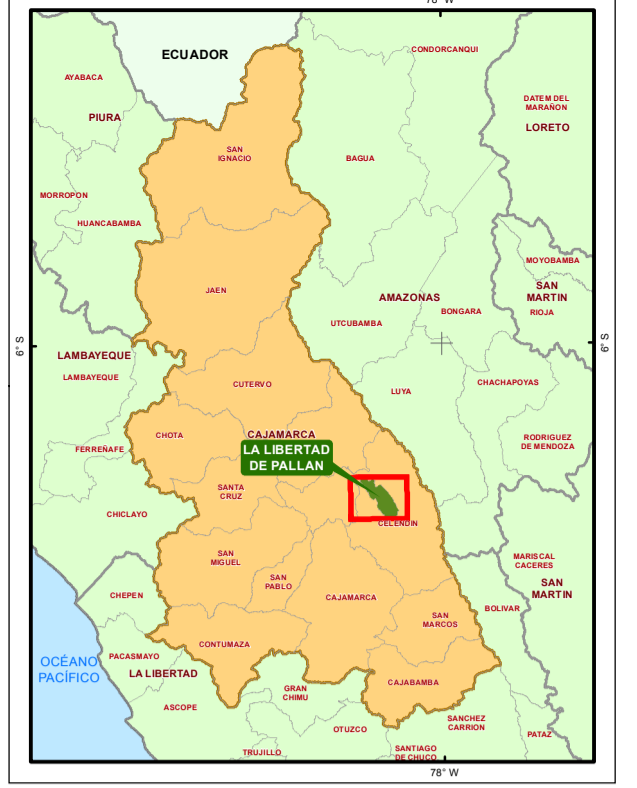 78° W
ECUADOR
CONDORCANQUI
AYABACA
DATEM DEL
MARAÑON
PIURA
LORETO
SAN
IGNACIO
BAGUA
MORROPON
HUANCABAMBA
MOYOBAMBA
SAN
MARTIN
JAEN
AMAZONAS
BONGARA
RIOJA
UTCUBAMBA
6° S
6° S
LAMBAYEQUE
LAMBAYEQUE
CUTERVO
LUYA
CHACHAPOYAS
CHOTA
CAJAMARCA
RODRIGUEZ
DE MENDOZA
FERREÑAFE
LA LIBERTAD
DE PALLAN
SANTA
CRUZ
CHICLAYO
CELENDIN
SAN
MIGUEL
MARISCAL
CACERES
SAN
PABLO
SAN
MARTIN
CHEPEN
CAJAMARCA
BOLIVAR
SAN
MARCOS
CONTUMAZA
PACASMAYO
OCÉANO
PACÍFICO
LA LIBERTAD
CAJABAMBA
GRAN
CHIMU
ASCOPE
SANCHEZ
CARRION
OTUZCO
PATAZ
TRUJILLO
SANTIAGO
DE CHUCO
78° W